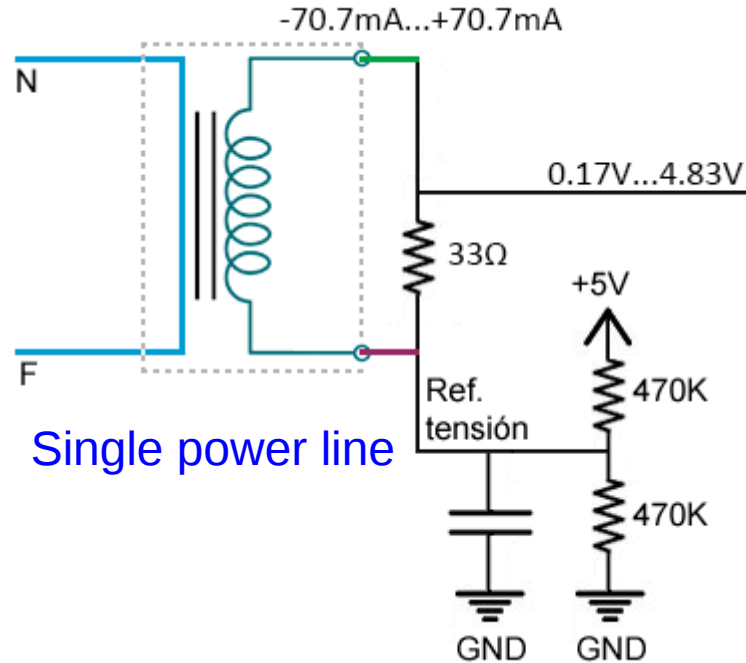 -70.7mA...+70.7mA
N
0.17V...4.83V
33Ω
+5V
F
Ref.
tensión
470K
Single power line
470K
GND
GND